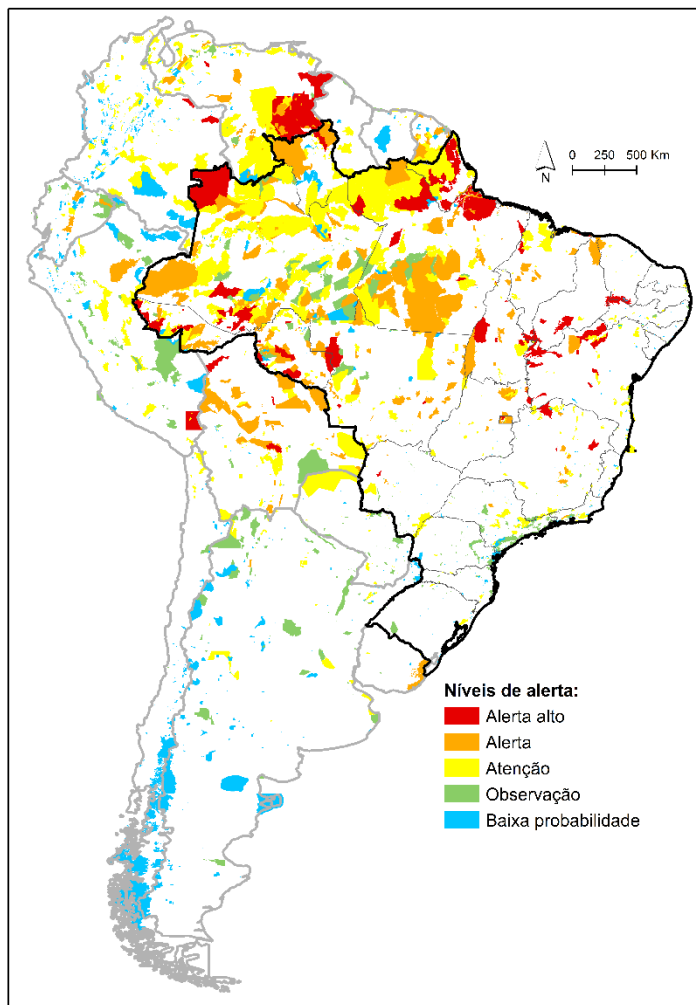 0 250 500 Km
N
Níveis de alerta:
Alerta alto
Alerta
Atenção
Observação
Baixa probabilidade